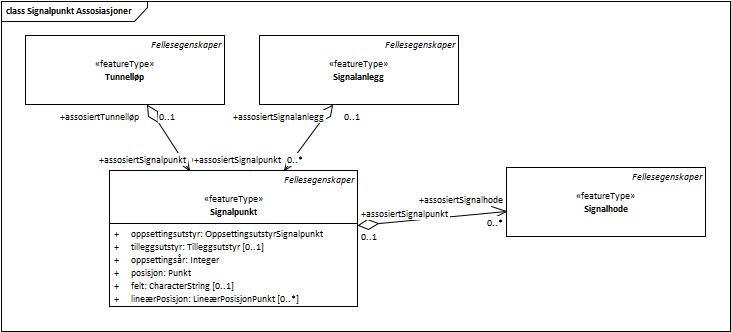 class Signalpunkt Assosiasjoner
Fellesegenskaper
«featureType»
Tunnelløp
Fellesegenskaper
«featureType»
Signalanlegg
+assosiertTunnelløp
0..1
+assosiertSignalanlegg
0..1
+assosiertSignalpunkt
+assosiertSignalpunkt
0..*
Fellesegenskaper
«featureType»
Signalpunkt
+ oppsettingsutstyr: OppsettingsutstyrSignalpunkt
+ tilleggsutstyr: Tilleggsutstyr [0..1]
+ oppsettingsår: Integer
+ posisjon: Punkt
+ felt: CharacterString [0..1]
+ lineærPosisjon: LineærPosisjonPunkt [0..*]
+assosiertSignalhode
+assosiertSignalpunkt
0..1
0..*
Fellesegenskaper
«featureType»
Signalhode